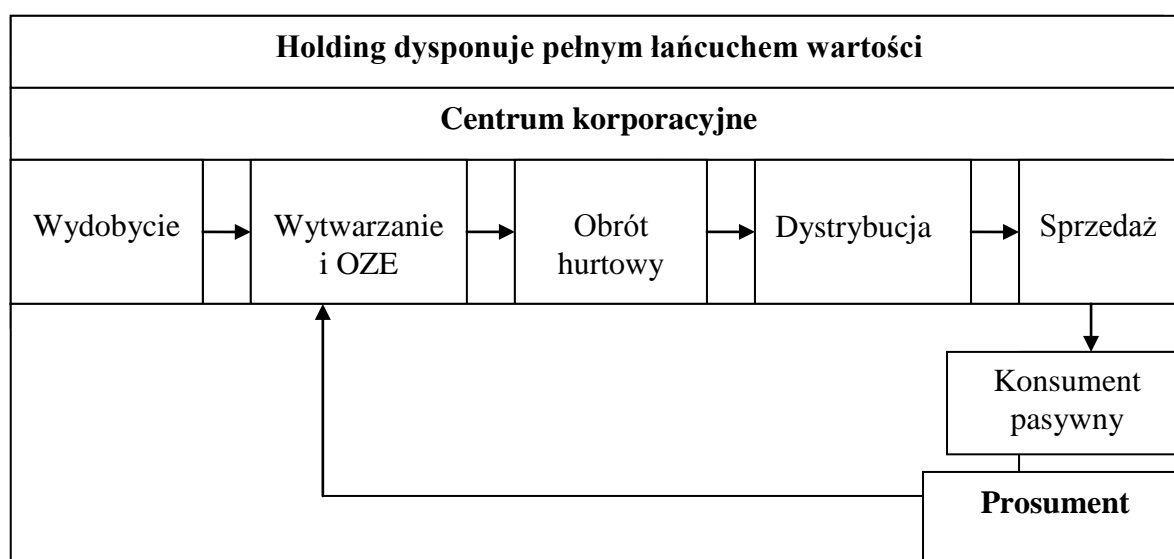 Holding dysponuje pełnym łańcuchem wartości
Centrum korporacyjne
Wydobycie
Wytwarzanie
i OZE
Obrót
hurtowy
Dystrybucja
Sprzedaż
Konsument
pasywny
Prosument